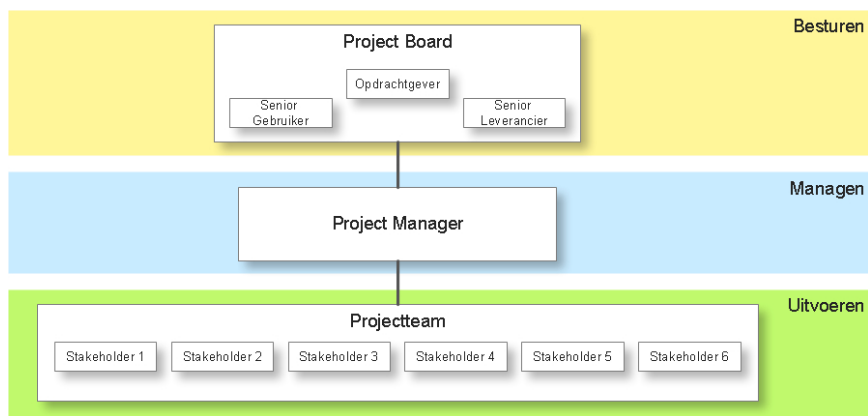 Besturen
Project Board
Opdrachtgever
Senior
Gebruiker
Senior
Leverancier
Managen
Project Manager
Uitvoeren
Projectteam
Stakeholder 1
Stakeholder 2
Stakeholder 3
Stakeholder 4
Stakeholder 5
Stakeholder 6